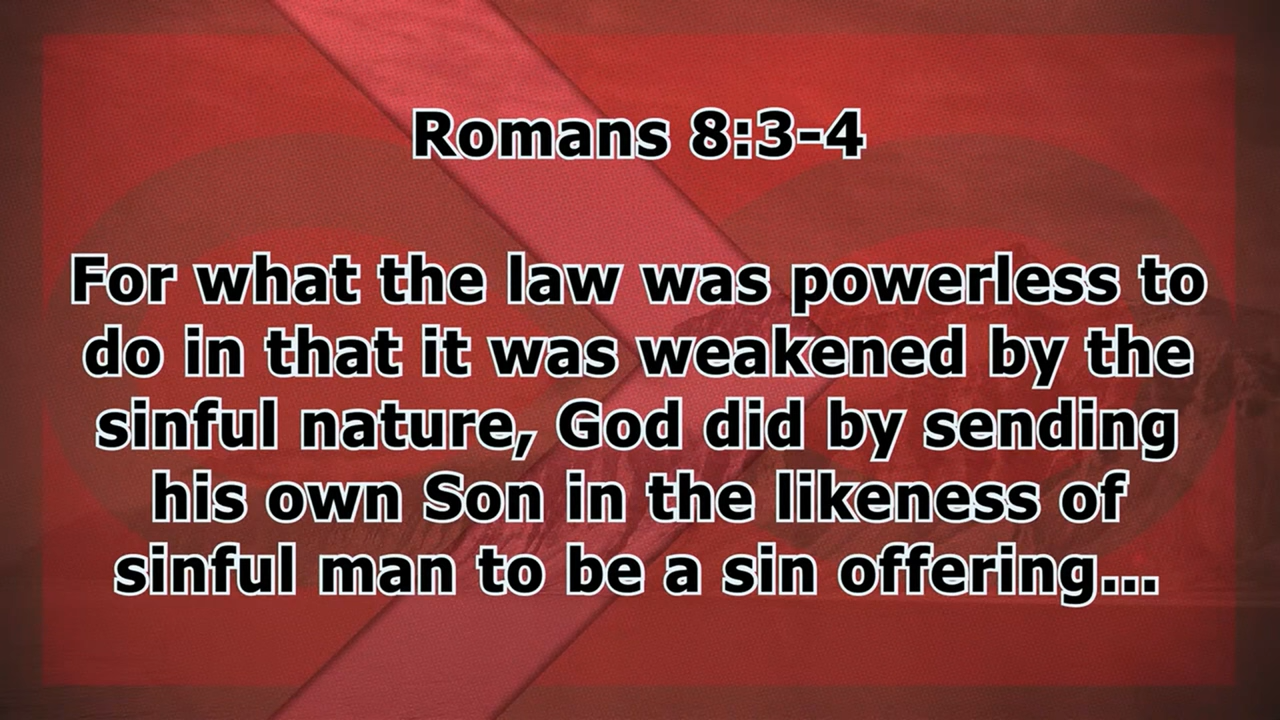 Romans 8:3-4
For what the law was powerless to
do in that it was weakened by the
sinful nature, God did by sending
his own Son in the likeness of
sinful man to be a sin offering...